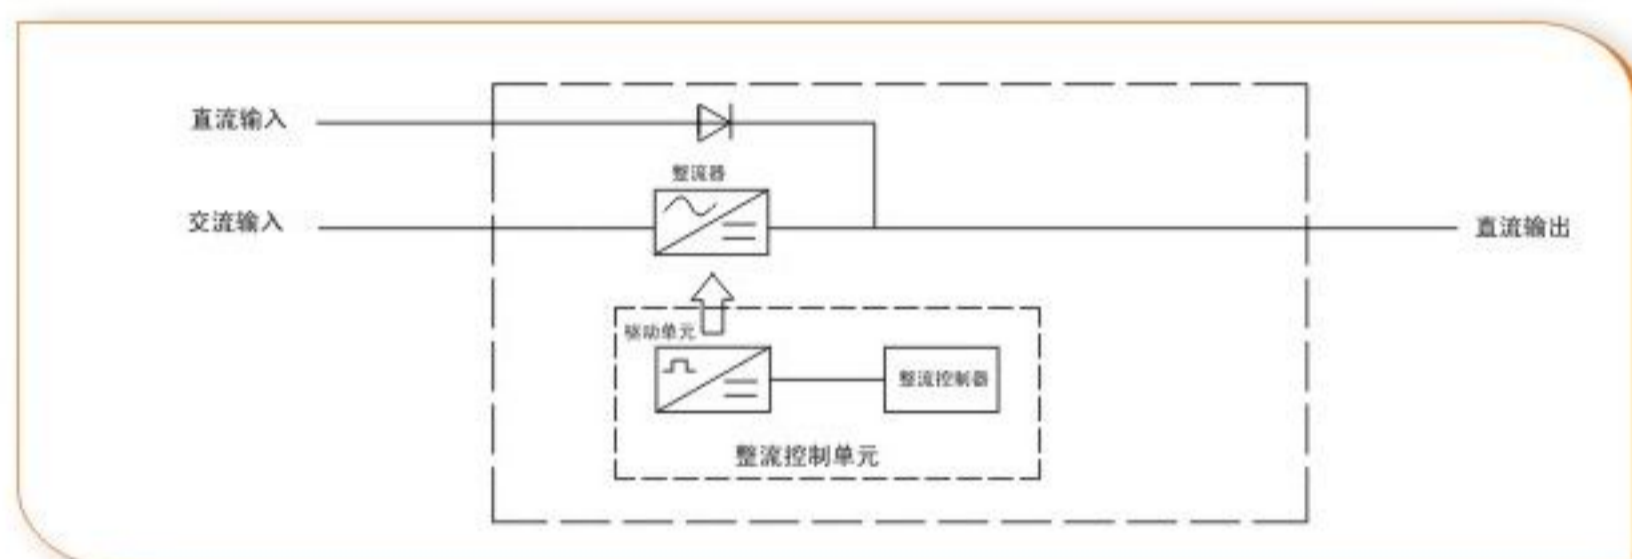 直流输入
整流器
交流输入
直流输出
驱动单元
整流控制器
整流控制单元